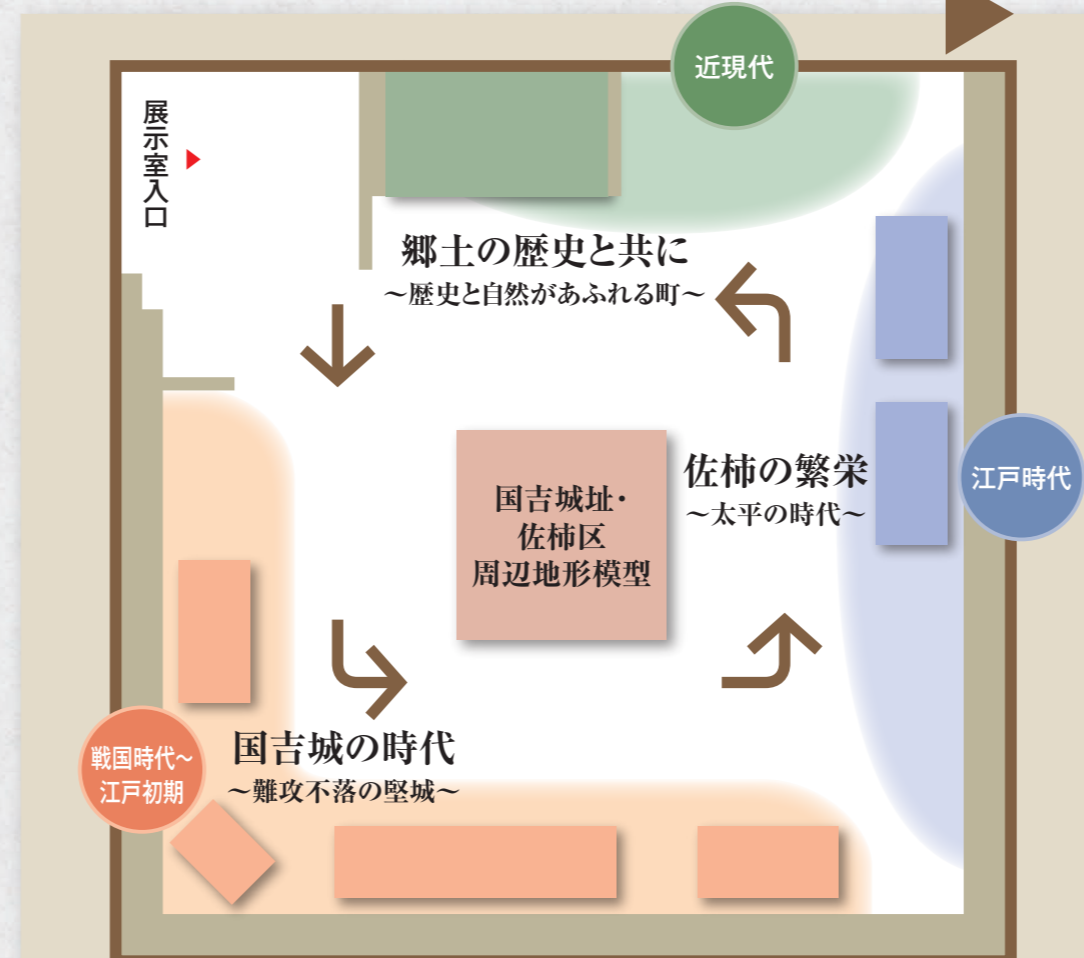 近現代
展示室入口
郷土の歴史と共に
～歴史と自然があふれる町～
国吉城址・
佐柿区
周辺地形模型
佐柿の繁栄
～太平の時代～
江戸時代
戦国時代～
江戸初期
国吉城の時代
～難攻不落の堅城～